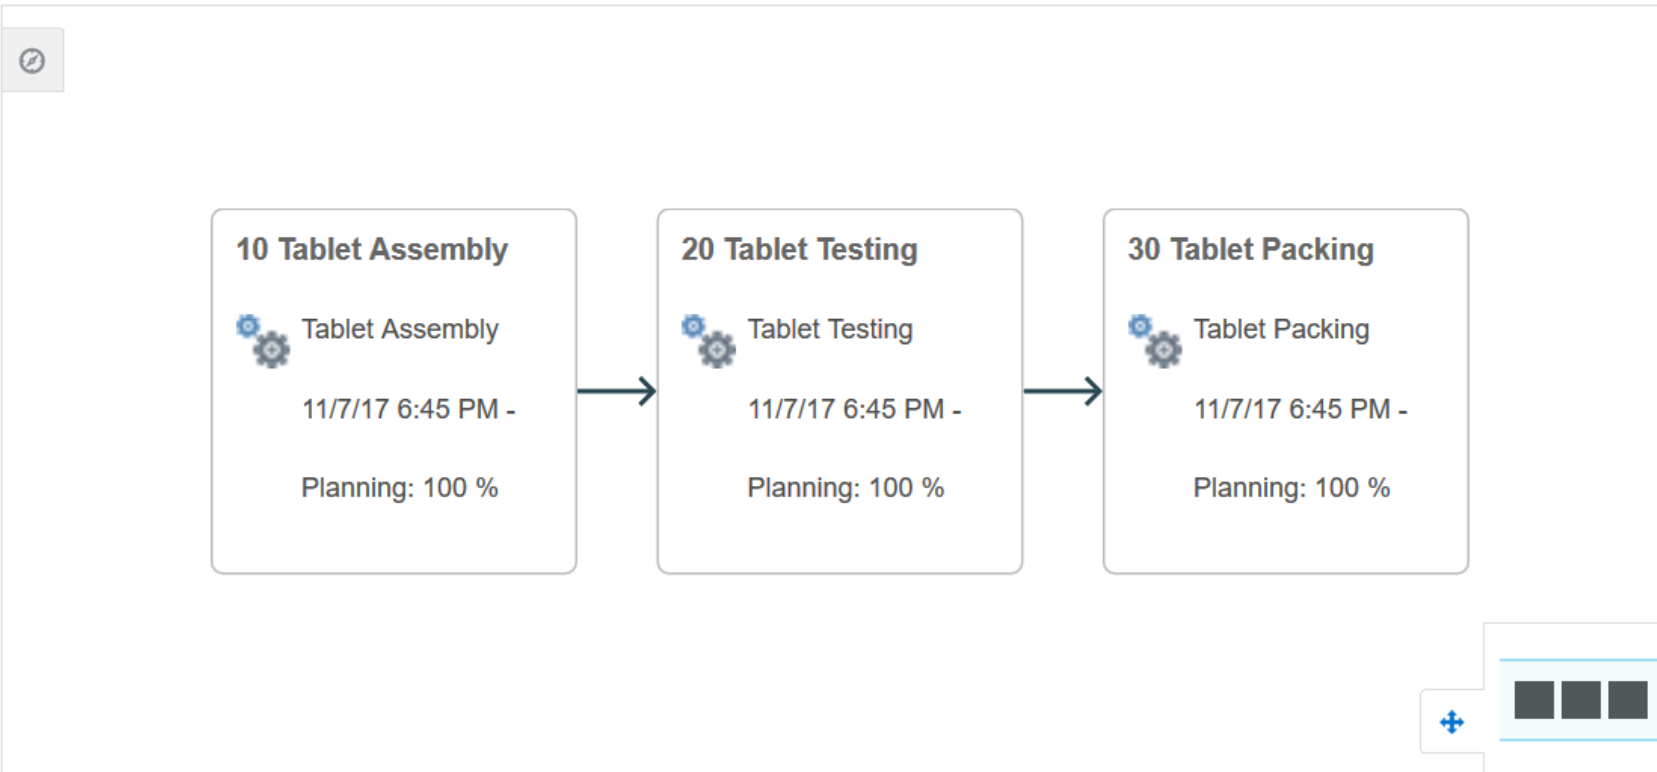 10 Tablet Assembly
Tablet Assembly
11/7/17 6:45 PM -
Planning: 100 %
20 Tablet Testing
Tablet Testing
11/7/17 6:45 PM -
Planning: 100 %
30 Tablet Packing
Tablet Packing
11/7/17 6:45 PM -
Planning: 100 %